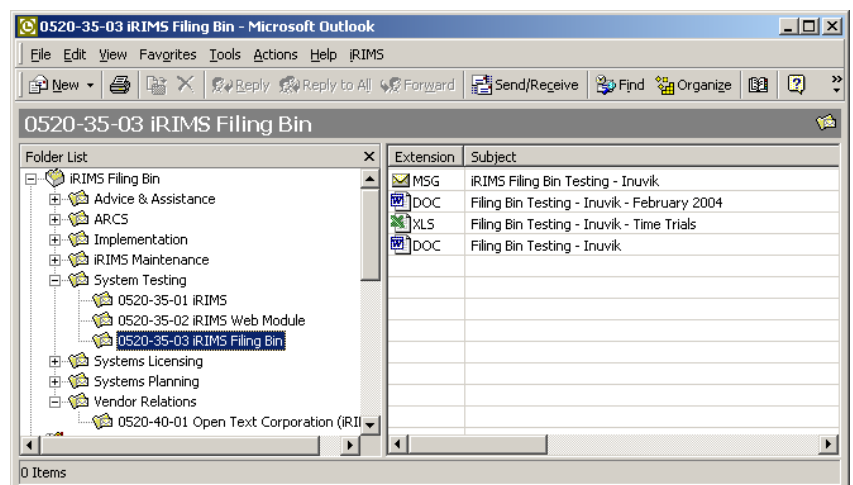 0520-35-03 iRIMS Filing Bin - Microsoft Outlook
File Edit View Favorites Tools Actions Help iRIMS
New Reply Reply to All Forward Send/Receive Find Organize
0520-35-03 iRIMS Filing Bin
Folder List
Extension Subject
iRIMS Filing Bin
Advice & Assistance
ARCS
Implementation
iRIMS Maintenance
System Testing
0520-35-01 iRIMS
0520-35-02 iRIMS Web Module
0520-35-03 iRIMS Filing Bin
Systems Licensing
Systems Planning
Vendor Relations
0520-40-01 Open Text Corporation (iRI
MSG iRIMS Filing Bin Testing - Inuvik
DOC Filing Bin Testing - Inuvik - February 2004
XLS Filing Bin Testing - Inuvik - Time Trials
DOC Filing Bin Testing - Inuvik
0 Items